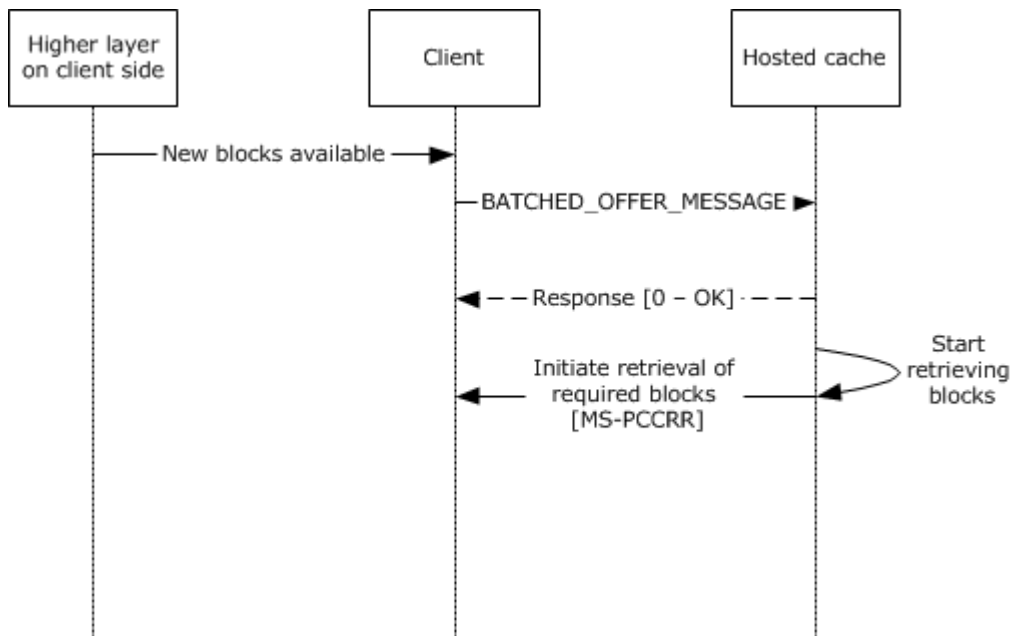 Higher layer
on client side
Client
Hosted cache
New blocks available
BATCHED_OFFER_MESSAGE
Response [0 – OK]
Start
retrieving
blocks
Initiate retrieval of
required blocks
[MS-PCCRR]